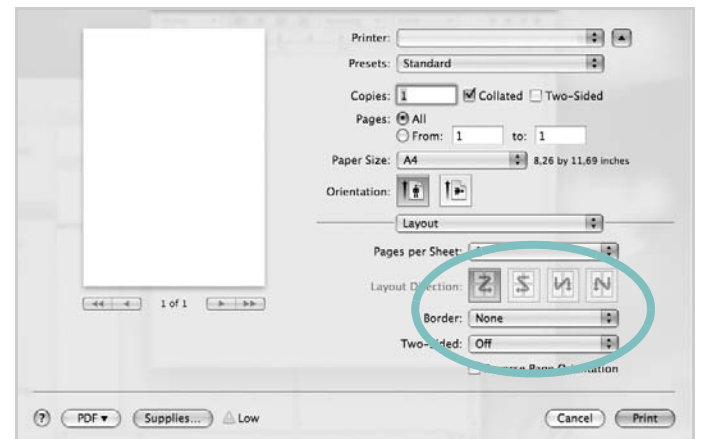 Printer:
Presets: Standard
Copies: 1 Collated Two-Sided
Pages: All
From: 1 to: 1
Paper Size: A4 8,26 by 11,69 inches
Orientation:
Layout
Pages per Sheet:
Layout Direction:
Border: None
Two-Sided: Off
Page Orientation
1 of 1
? PDF Supplies... Low Cancel Print